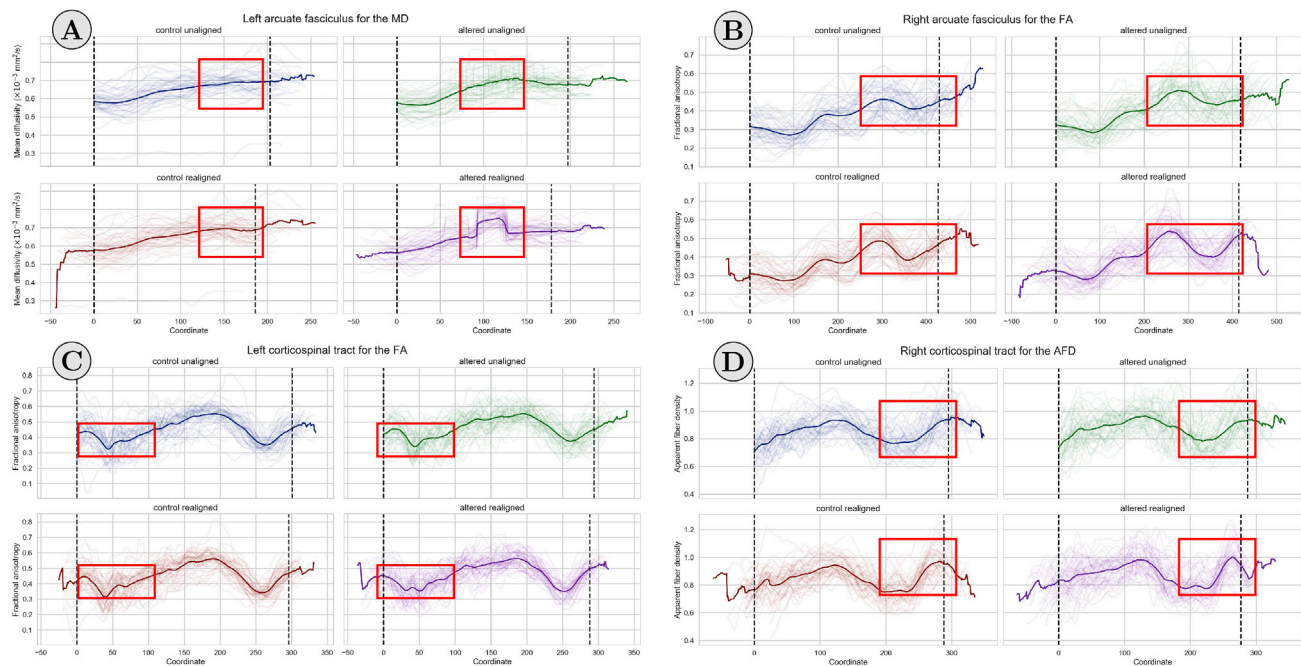 A
Left arcuate fasciculus for the MD
control unaligned
altered unaligned
Mean diffusivity (×10⁻³ mm²/s)
0.7
0.6
0.5
0.3
control realigned
altered realigned
Mean diffusivity (×10⁻³ mm²/s)
0.7
0.6
0.5
0.3
−50 0 50 100 150 200 250
−50 0 50 100 150 200 250
Coordinate
Coordinate
B
Right arcuate fasciculus for the FA
control unaligned
altered unaligned
Fractional anisotropy
0.7
0.6
0.5
0.4
0.3
0.2
0.1
control realigned
altered realigned
Fractional anisotropy
0.7
0.6
0.5
0.4
0.3
0.2
0.1
−100 0 100 200 300 400 500
−100 0 100 200 300 400 500
Coordinate
Coordinate
C
Left corticospinal tract for the FA
control unaligned
altered unaligned
Fractional anisotropy
0.8
0.6
0.5
0.4
0.3
0.1
control realigned
altered realigned
Fractional anisotropy
0.8
0.6
0.5
0.4
0.3
0.1
−50 0 50 100 150 200 250 300 350
−50 0 50 100 150 200 250 300 350
Coordinate
Coordinate
D
Right corticospinal tract for the AFD
control unaligned
altered unaligned
Apparent fiber density
1.2
1.0
0.8
0.6
0.4
control realigned
altered realigned
Apparent fiber density
1.2
1.0
0.8
0.6
0.4
0 100 200 300
0 100 200 300
Coordinate
Coordinate